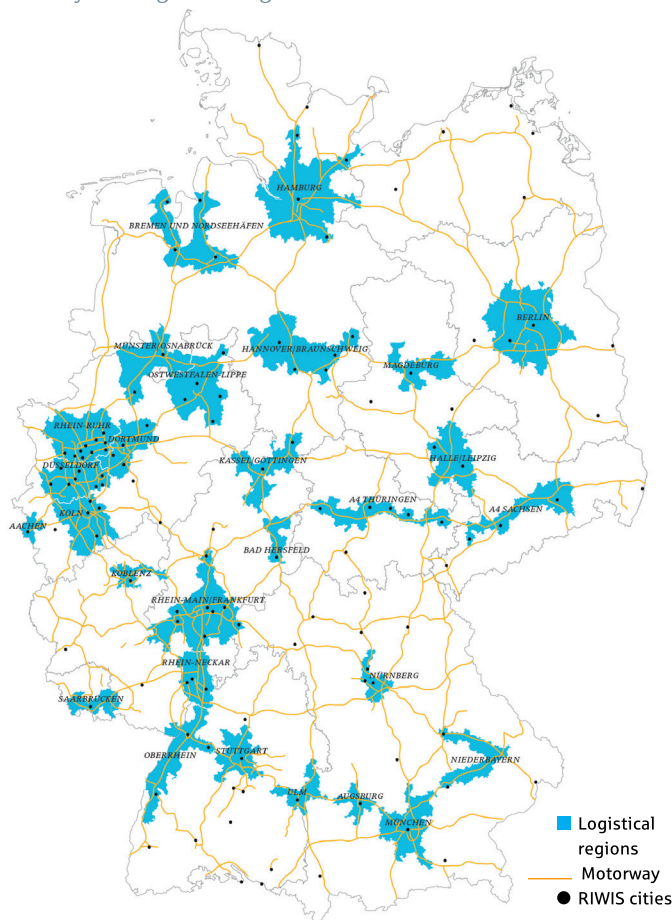 HAMBURG
BREMEN UND NORDSEEHÄFEN
BERLIN
MÜNSTER/OSNABRÜCK
HANNOVER/BRAUNSCHWEIG
MAGDEBURG
OSTWESTFALEN-LIPPE
RHEIN-RUHR
DORTMUND
DÜSSELDORF
KASSEL/GÖTTINGEN
HALLE/LEIPZIG
A4 THÜRINGEN
KÖLN
A4 SACHSEN
AACHEN
BAD HERSFELD
KOBLENZ
RHEIN-MAIN/FRANKFURT
RHEIN-NECKAR
NÜRNBERG
SAARBRÜCKEN
OBERRHEIN
STUTTGART
NIEDERBAYERN
ULM
AUGSBURG
MÜNCHEN
Logistical
regions
Motorway
RIWIS cities